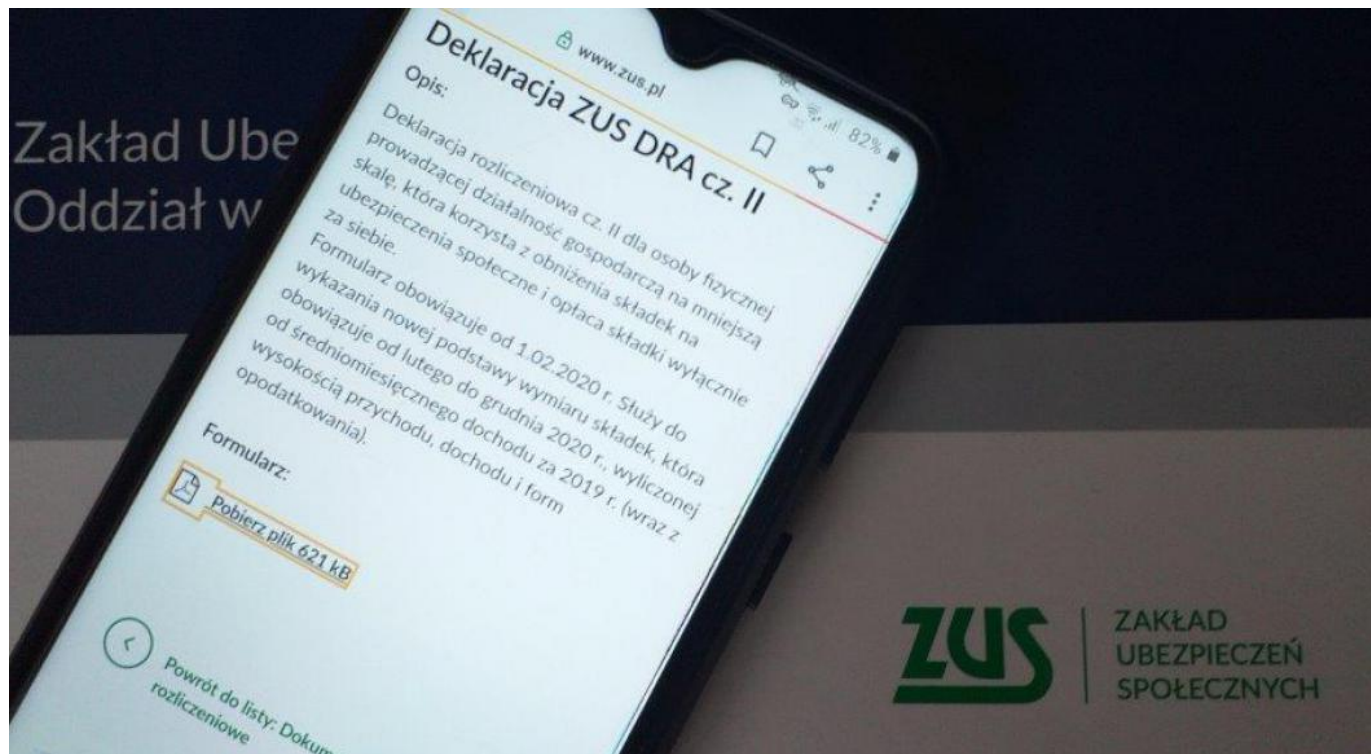 Zakład Ube
Oddział w
www.zus.pl
82%
Deklaracja ZUS DRA cz. II
Opis:
Deklaracja rozliczeniowa cz. II dla osoby fizycznej
prowadzącej działalność gospodarczą na mniejszą
skalę, która korzysta z obniżenia składek na
ubezpieczenia społeczne i opłaca składki wyłącznie
za siebie.
Formularz obowiązuje od 1.02.2020 r. Służy do
wykazania nowej podstawy wymiaru składek, która
obowiązuje od lutego do grudnia 2020 r., wyliczonej
od średniomiesięcznego dochodu za 2019 r. (wraz z
wysokością przychodu, dochodu i form
opodatkowania).
Formularz:
Pobierz plik 621 kB
Powrót do listy: Dokum
rozliczeniowe
ZUS
ZAKŁAD
UBEZPIECZEŃ
SPOŁECZNYCH